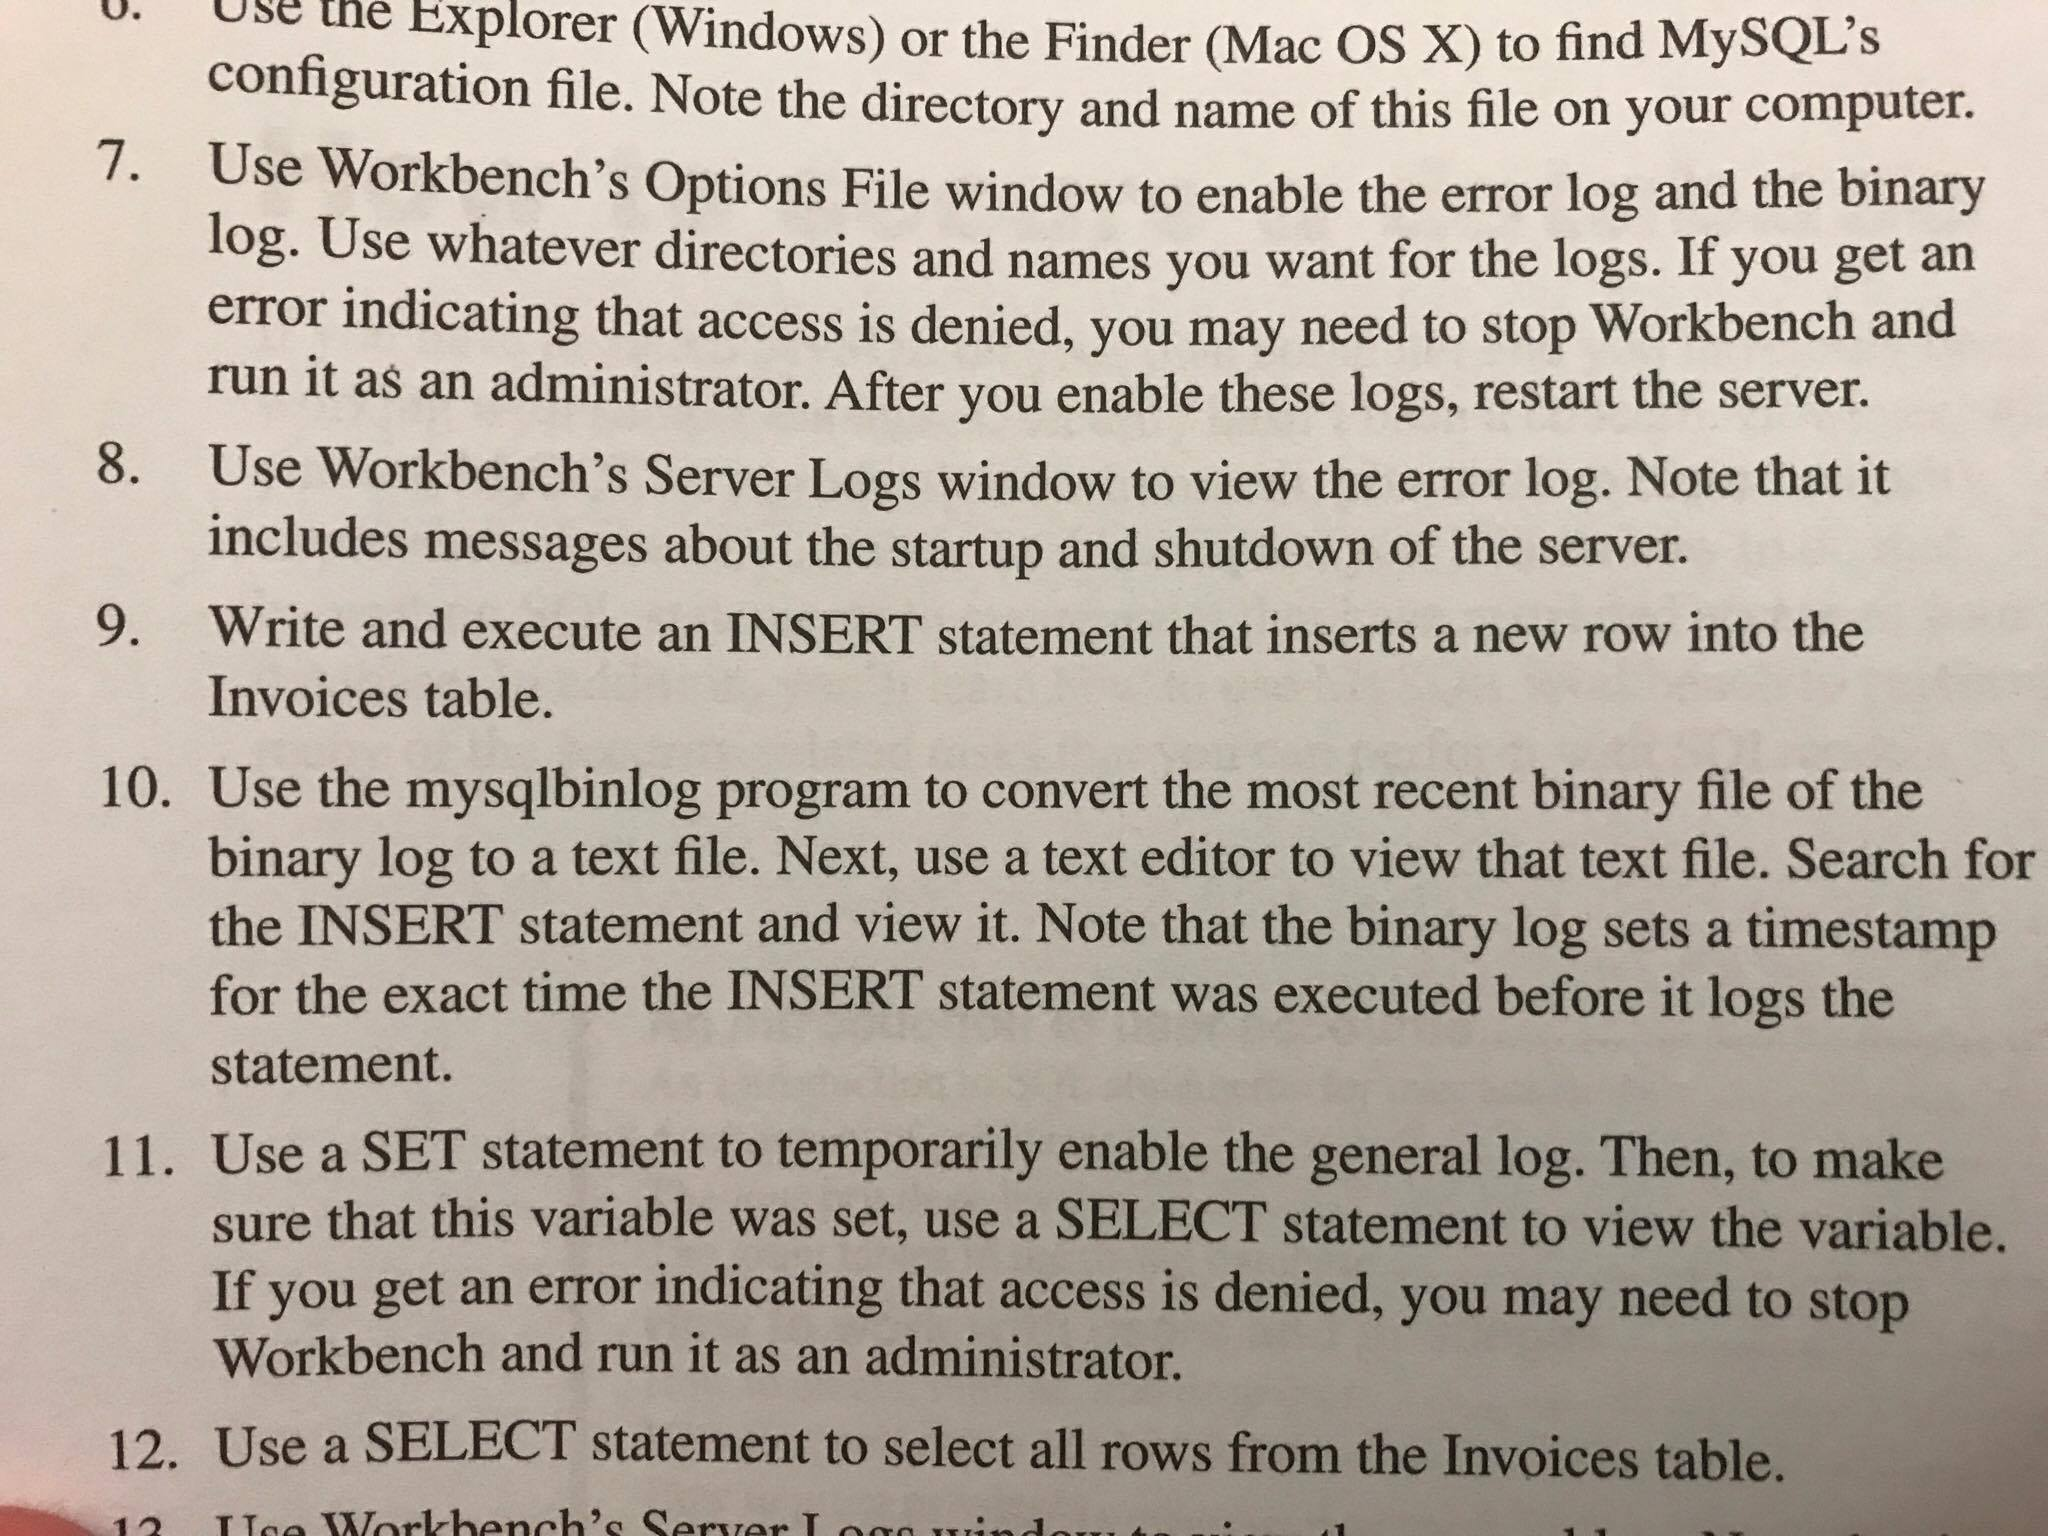 6. Use the Explorer (Windows) or the Finder (Mac OS X) to find MySQL's
configuration file. Note the directory and name of this file on your computer.
7. Use Workbench's Options File window to enable the error log and the binary
log. Use whatever directories and names you want for the logs. If you get an
error indicating that access is denied, you may need to stop Workbench and
run it as an administrator. After you enable these logs, restart the server.
8. Use Workbench's Server Logs window to view the error log. Note that it
includes messages about the startup and shutdown of the server.
9. Write and execute an INSERT statement that inserts a new row into the
Invoices table.
10. Use the mysqlbinlog program to convert the most recent binary file of the
binary log to a text file. Next, use a text editor to view that text file. Search for
the INSERT statement and view it. Note that the binary log sets a timestamp
for the exact time the INSERT statement was executed before it logs the
statement.
11. Use a SET statement to temporarily enable the general log. Then, to make
sure that this variable was set, use a SELECT statement to view the variable.
If you get an error indicating that access is denied, you may need to stop
Workbench and run it as an administrator.
12. Use a SELECT statement to select all rows from the Invoices table.
13. Use Workbench's Server Logs window to view